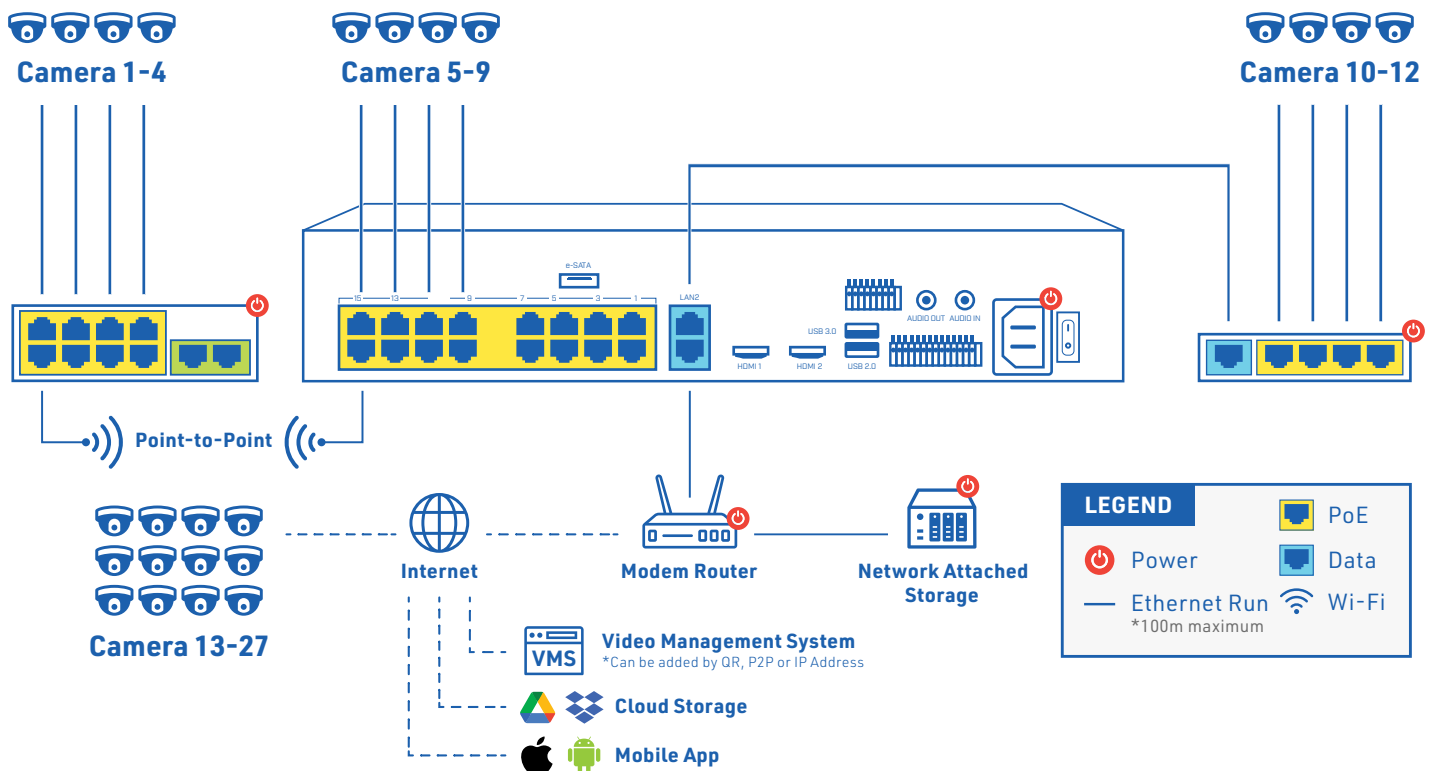 Camera 1-4
Camera 5-9
Camera 10-12
e-SATA
15
13
9
7
5
3
1
LAN2
AUDIO OUT
AUDIO IN
USB 3.0
HDMI 1
HDMI 2
USB 2.0
Point-to-Point
Internet
Modem Router
Network Attached
Storage
Camera 13-27
VMS
Video Management System
*Can be added by QR, P2P or IP Address
Cloud Storage
Mobile App
LEGEND
PoE
Power
Data
Ethernet Run
*100m maximum
Wi-Fi